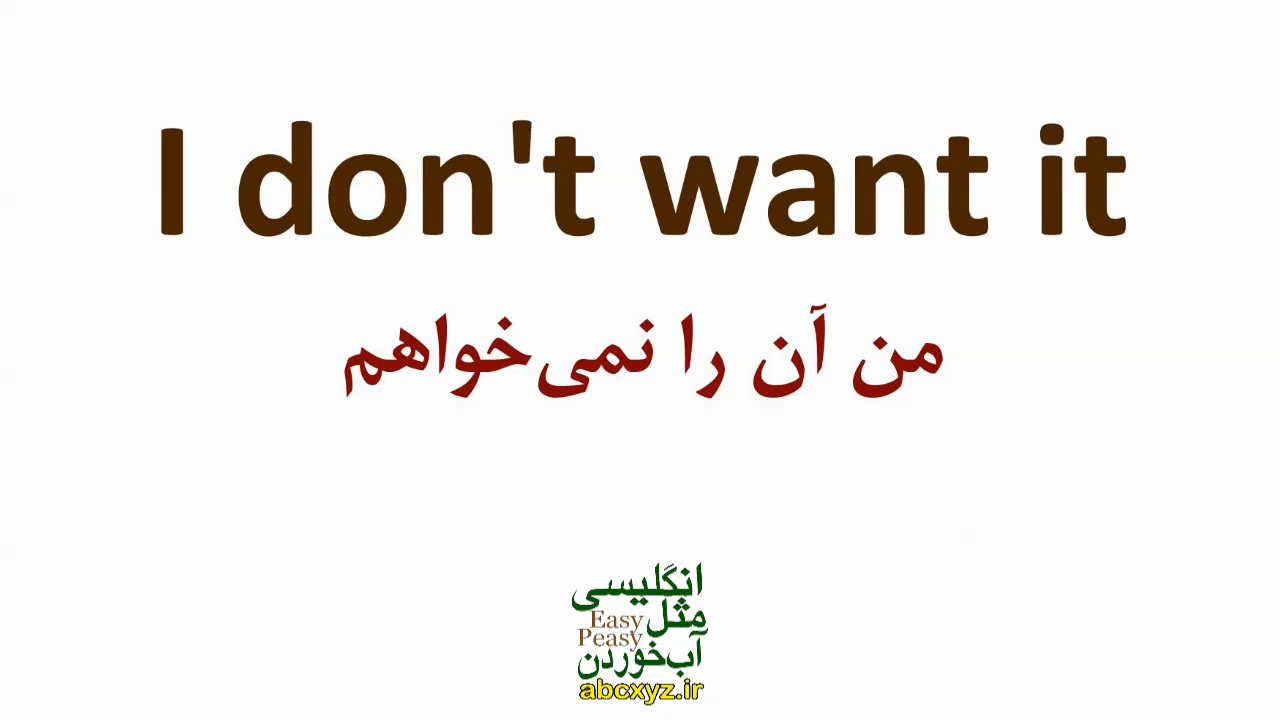 I don't want it
من آن را نمی‌خواهم
انگلیسی
مثل Easy
Peasy
آب‌خوردن
abcxyz.ir